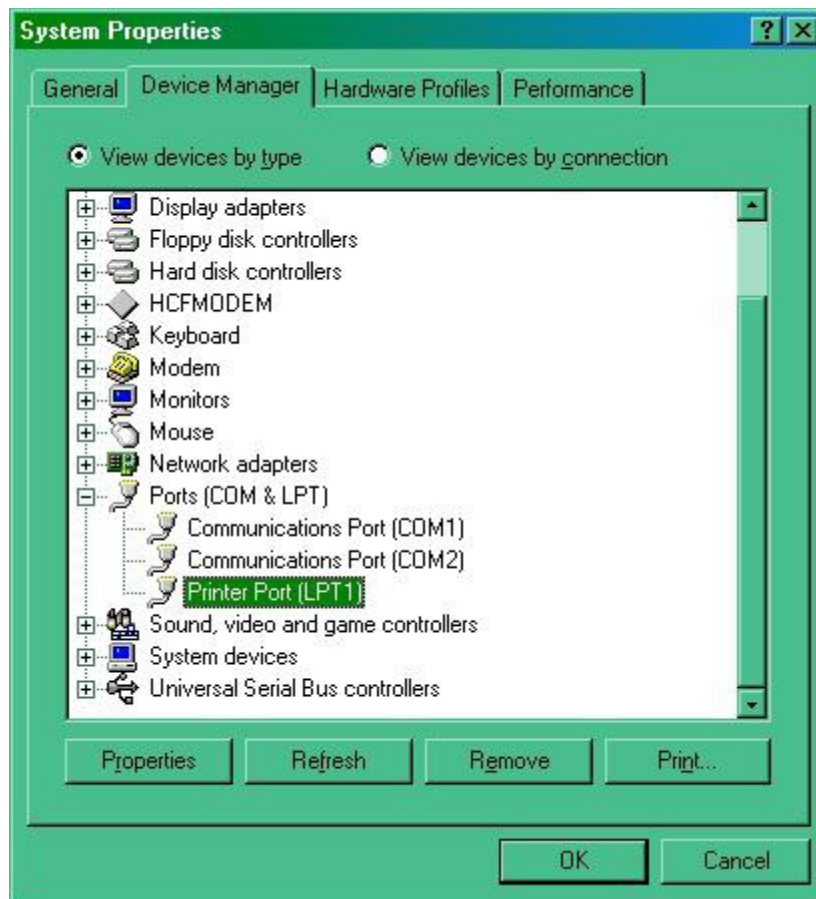 System Properties
General Device Manager Hardware Profiles Performance
View devices by type View devices by connection
Display adapters
Floppy disk controllers
Hard disk controllers
HCFMODEM
Keyboard
Modem
Monitors
Mouse
Network adapters
Ports (COM & LPT)
Communications Port (COM1)
Communications Port (COM2)
Printer Port (LPT1)
Sound, video and game controllers
System devices
Universal Serial Bus controllers
Properties Refresh Remove Print...
OK Cancel